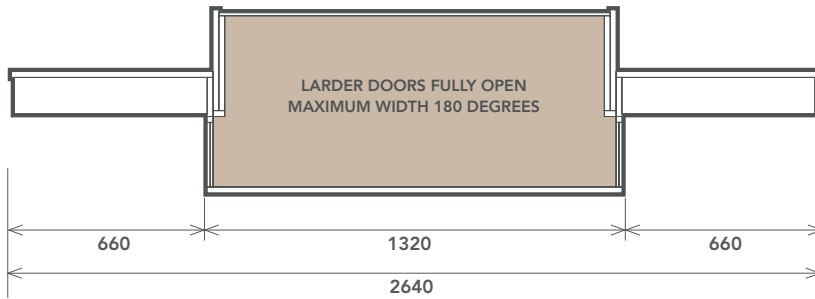 LARDER DOORS FULLY OPEN
MAXIMUM WIDTH 180 DEGREES
660
1320
660
2640